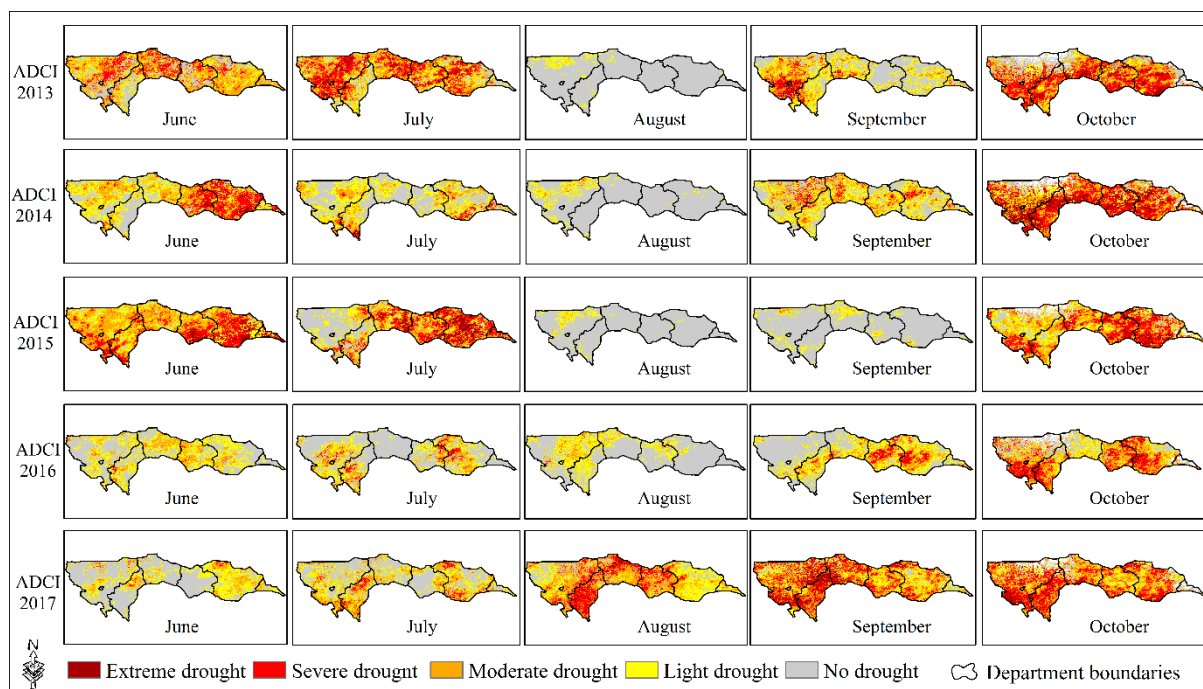 ADCI
2013
June
July
August
September
October
ADCI
2014
June
July
August
September
October
ADCI
2015
June
July
August
September
October
ADCI
2016
June
July
August
September
October
ADCI
2017
June
July
August
September
October
N
Extreme drought
Severe drougnt
Moderate drought
Light drought
No drought
Department boundaries